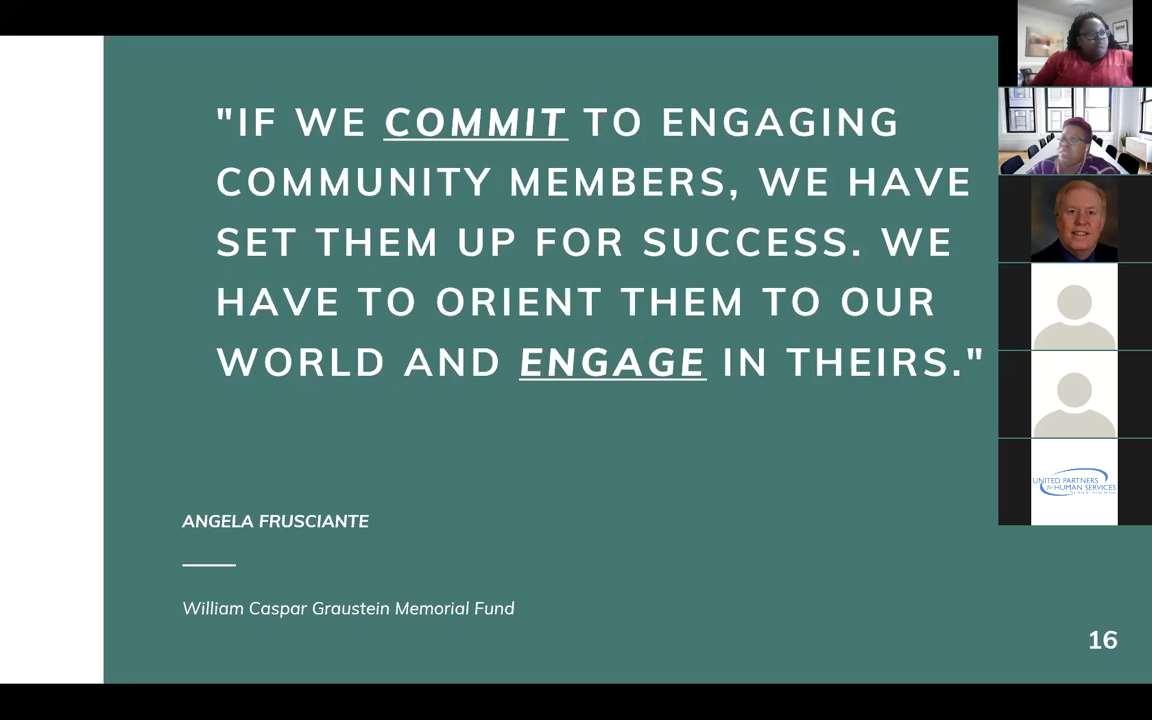 "IF WE COMMIT TO ENGAGING
COMMUNITY MEMBERS, WE HAVE
SET THEM UP FOR SUCCESS. WE
HAVE TO ORIENT THEM TO OUR
WORLD AND ENGAGE IN THEIRS."
ANGELA FRUSCIANTE
William Caspar Graustein Memorial Fund
16
UNITED PARTNERS
for HUMAN SERVICES